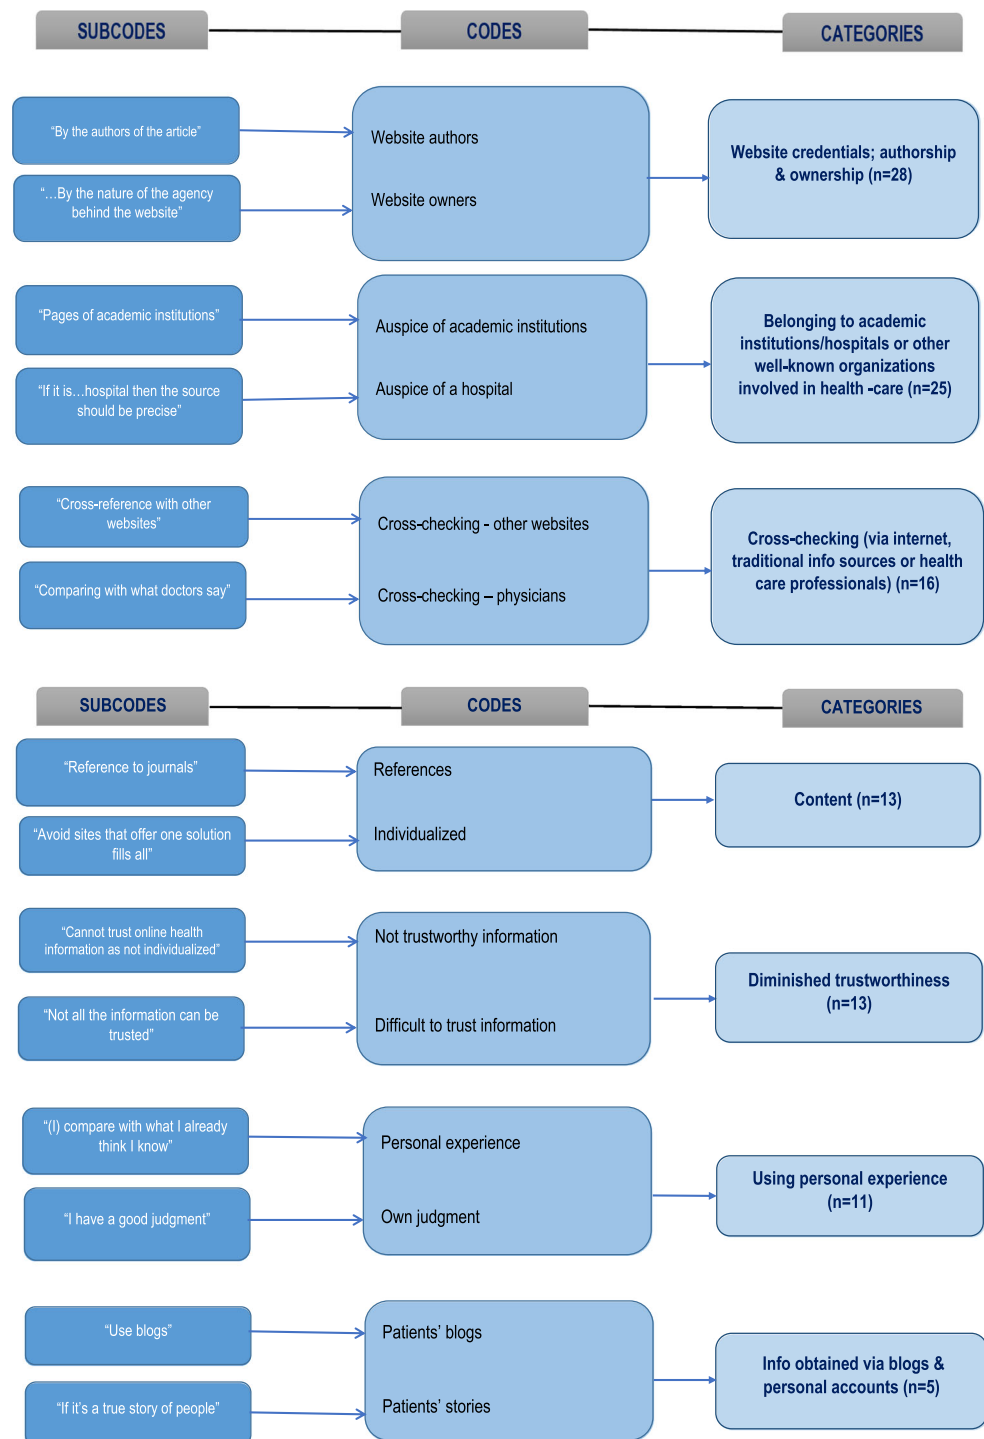 SUBCODES
CODES
CATEGORIES
“By the authors of the article”
“…By the nature of the agency
behind the website”
Website authors
Website owners
Website credentials; authorship
& ownership (n=28)
“Pages of academic institutions”
“If it is…hospital then the source
should be precise”
Auspice of academic institutions
Auspice of a hospital
Belonging to academic
institutions/hospitals or other
well-known organizations
involved in health -care (n=25)
“Cross-reference with other
websites”
“Comparing with what doctors say”
Cross-checking - other websites
Cross-checking – physicians
Cross-checking (via internet,
traditional info sources or health
care professionals) (n=16)
SUBCODES
CODES
CATEGORIES
“Reference to journals”
“Avoid sites that offer one solution
fills all”
References
Individualized
Content (n=13)
“Cannot trust online health
information as not individualized”
“Not all the information can be
trusted”
Not trustworthy information
Difficult to trust information
Diminished trustworthiness
(n=13)
“(I) compare with what I already
think I know”
“I have a good judgment”
Personal experience
Own judgment
Using personal experience
(n=11)
“Use blogs”
“If it’s a true story of people”
Patients’ blogs
Patients’ stories
Info obtained via blogs &
personal accounts (n=5)